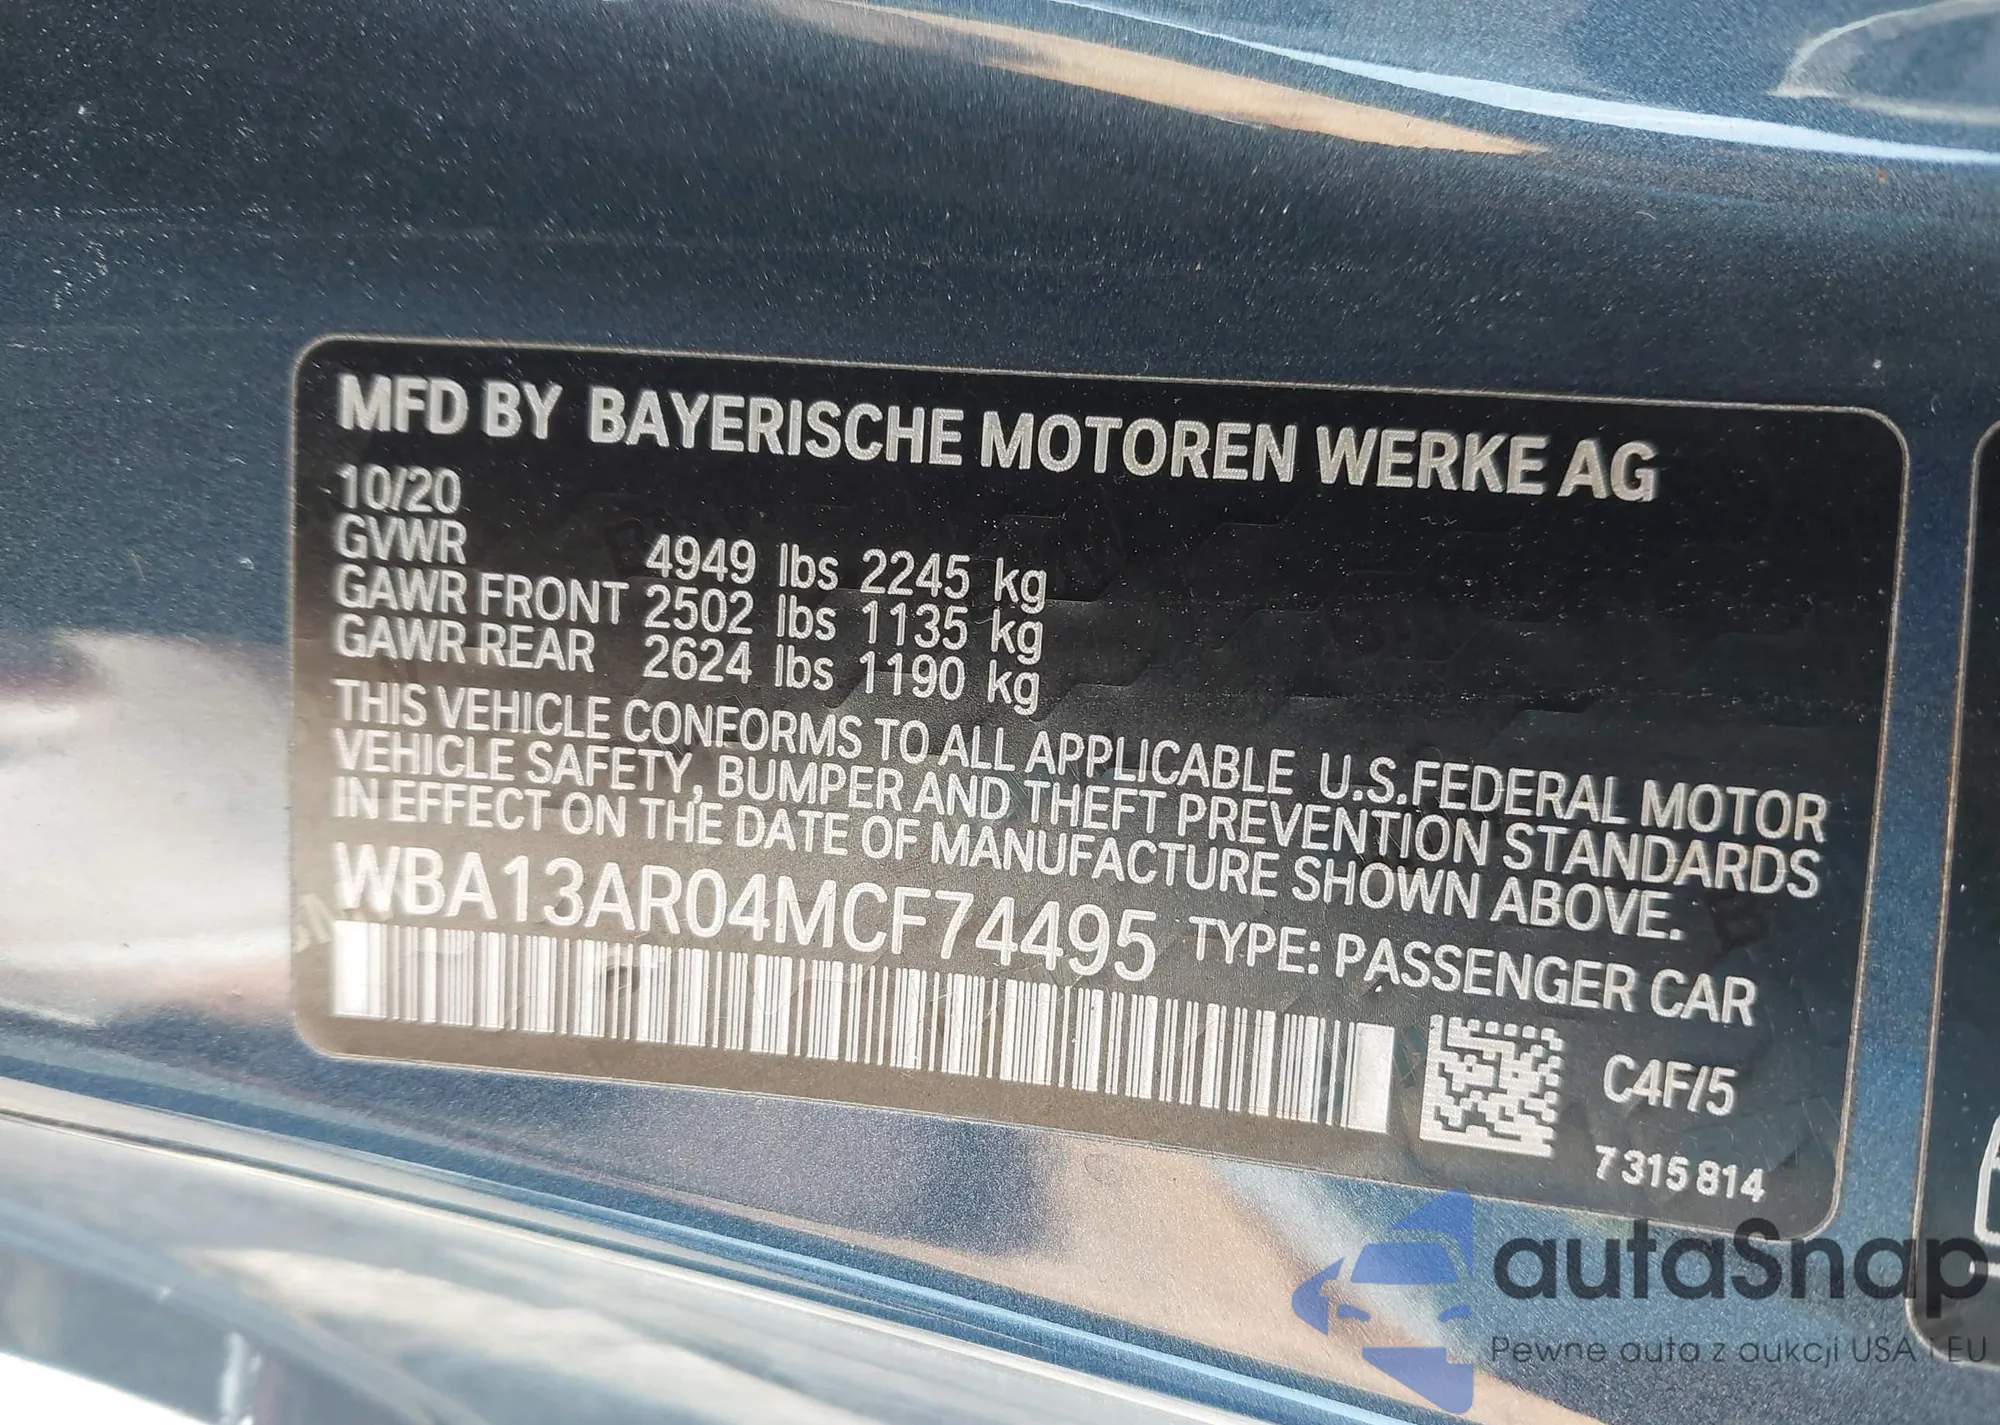 MFD BY BAYERISCHE MOTOREN WERKE AG
10/20
GVWR 4949 lbs 2245 kg
GAWR FRONT 2502 lbs 1135 kg
GAWR REAR 2624 lbs 1190 kg
THIS VEHICLE CONFORMS TO ALL APPLICABLE U.S.FEDERAL MOTOR
VEHICLE SAFETY, BUMPER AND THEFT PREVENTION STANDARDS
IN EFFECT ON THE DATE OF MANUFACTURE SHOWN ABOVE.
WBA13AR04MCF74495 TYPE: PASSENGER CAR
C4F/5
7 315 814
autaSnap
Pewne auta z aukcji USA i EU